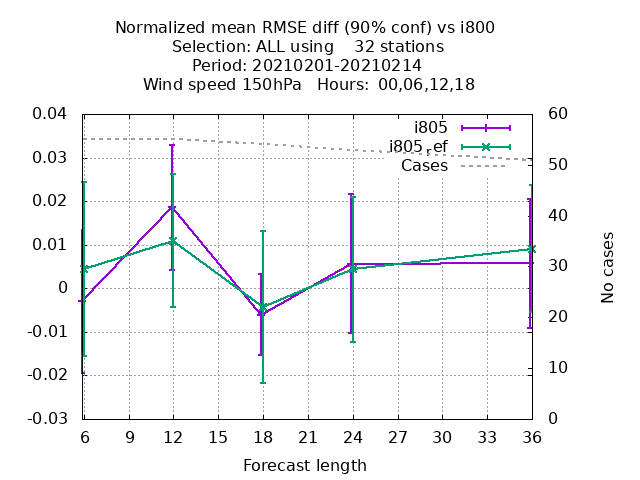 Normalized mean RMSE diff (90% conf) vs i800
Selection: ALL using    32 stations
Period: 20210201-20210214
Wind speed 150hPa   Hours:  00,06,12,18
0.04
0.03
0.02
0.01
0
-0.01
-0.02
-0.03
i805
i805_ef
Cases
60
50
40
30
20
10
0
No cases
6 9 12 15 18 21 24 27 30 33 36
Forecast length